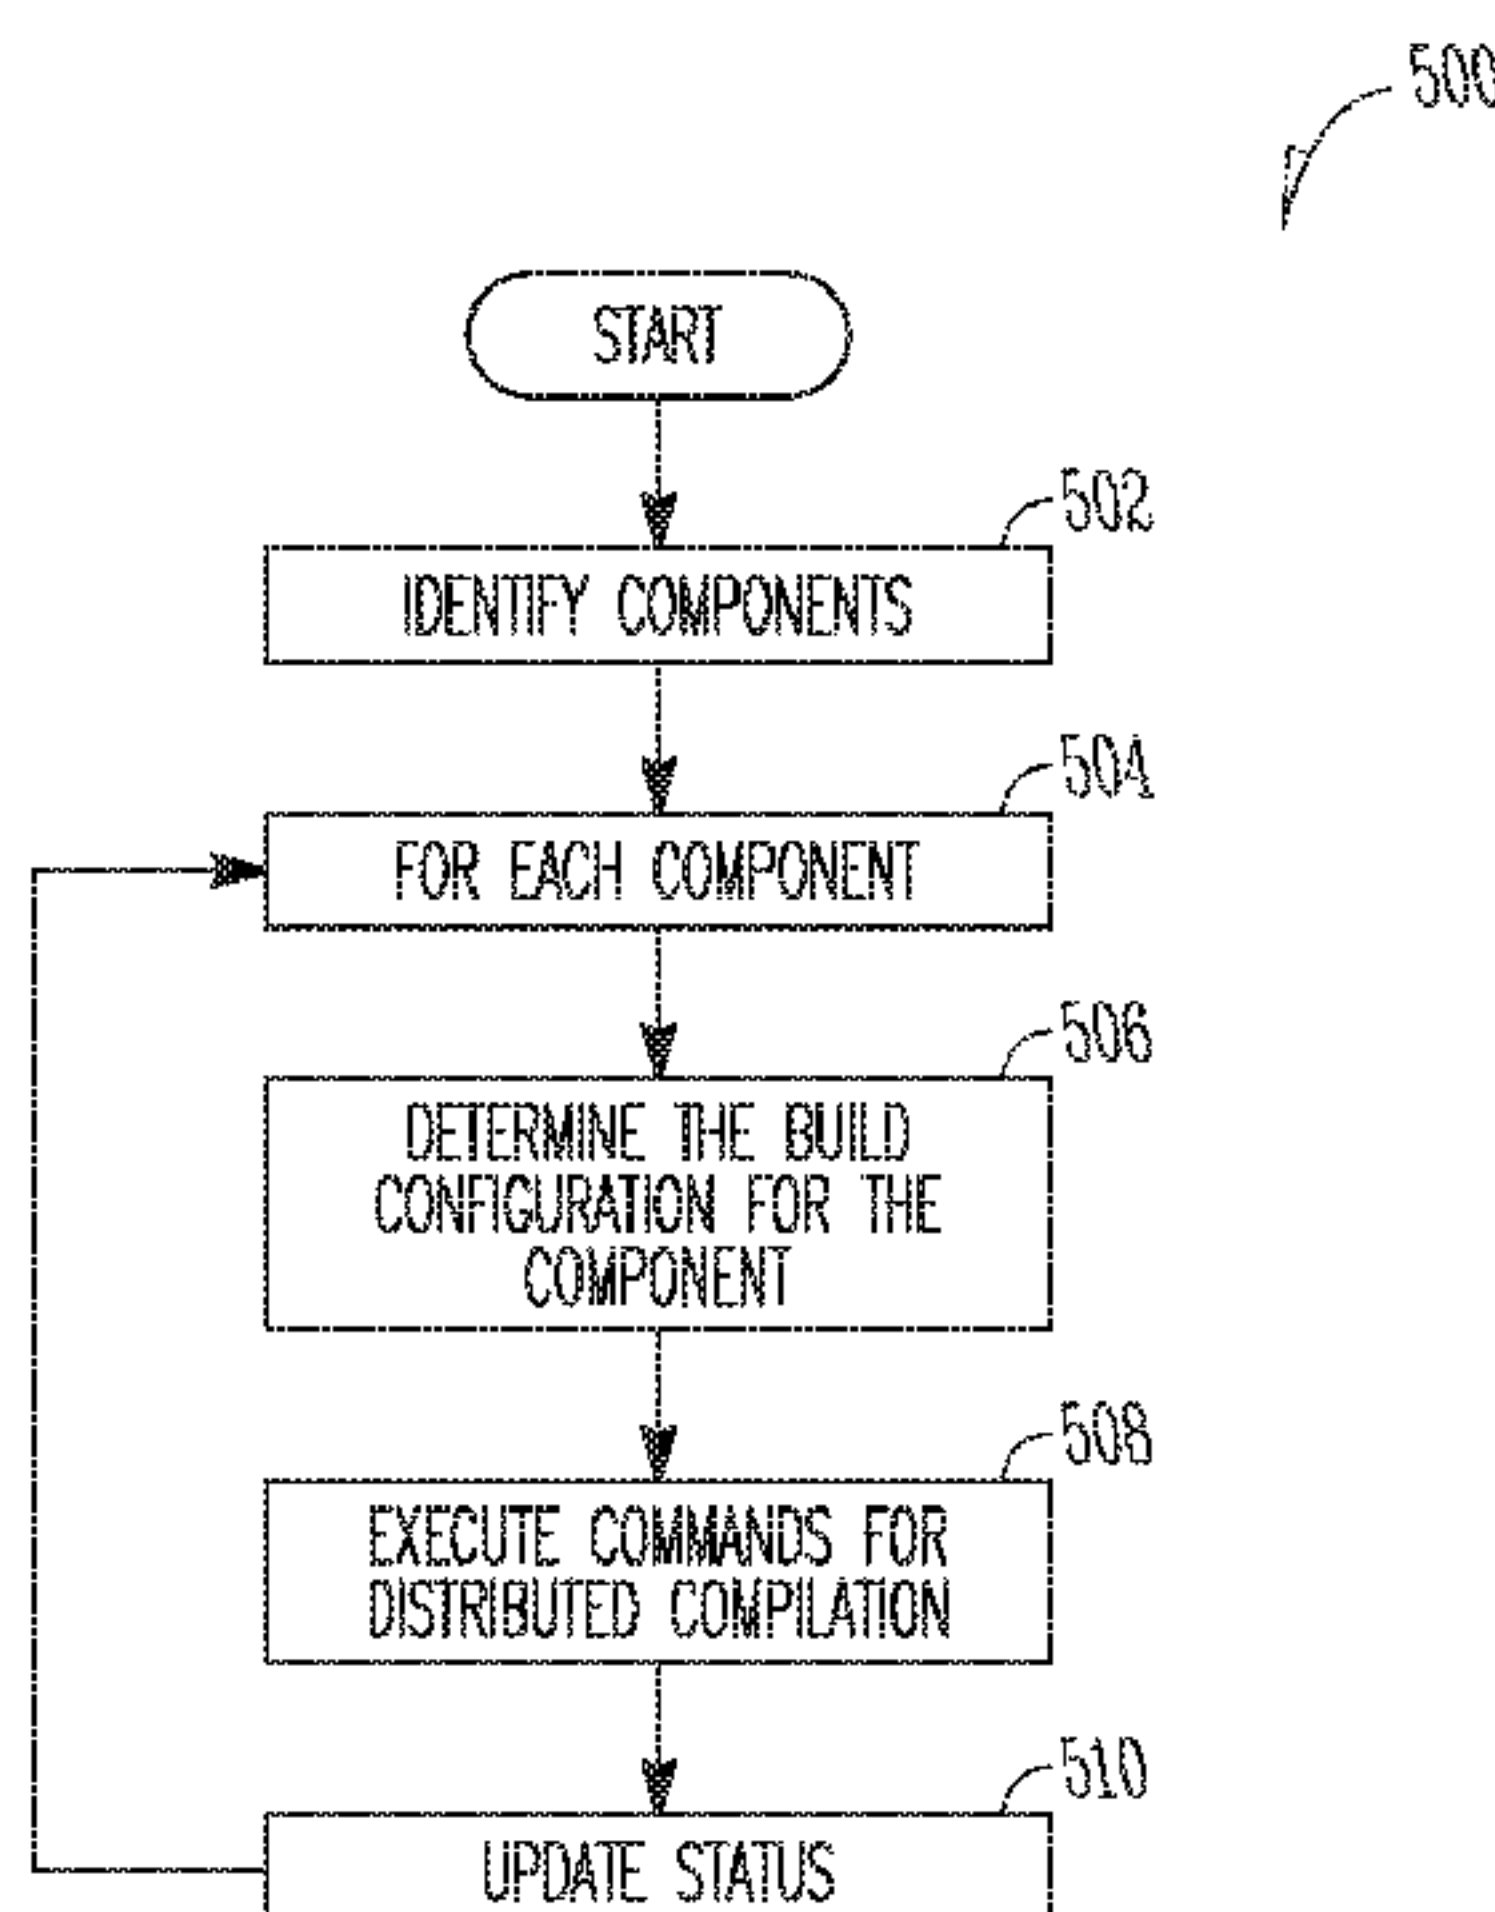 500
START
502
IDENTIFY COMPONENTS
504
FOR EACH COMPONENT
506
DETERMINE THE BUILD
CONFIGURATION FOR THE
COMPONENT
508
EXECUTE COMMANDS FOR
DISTRIBUTED COMPILATION
510
UPDATE STATUS